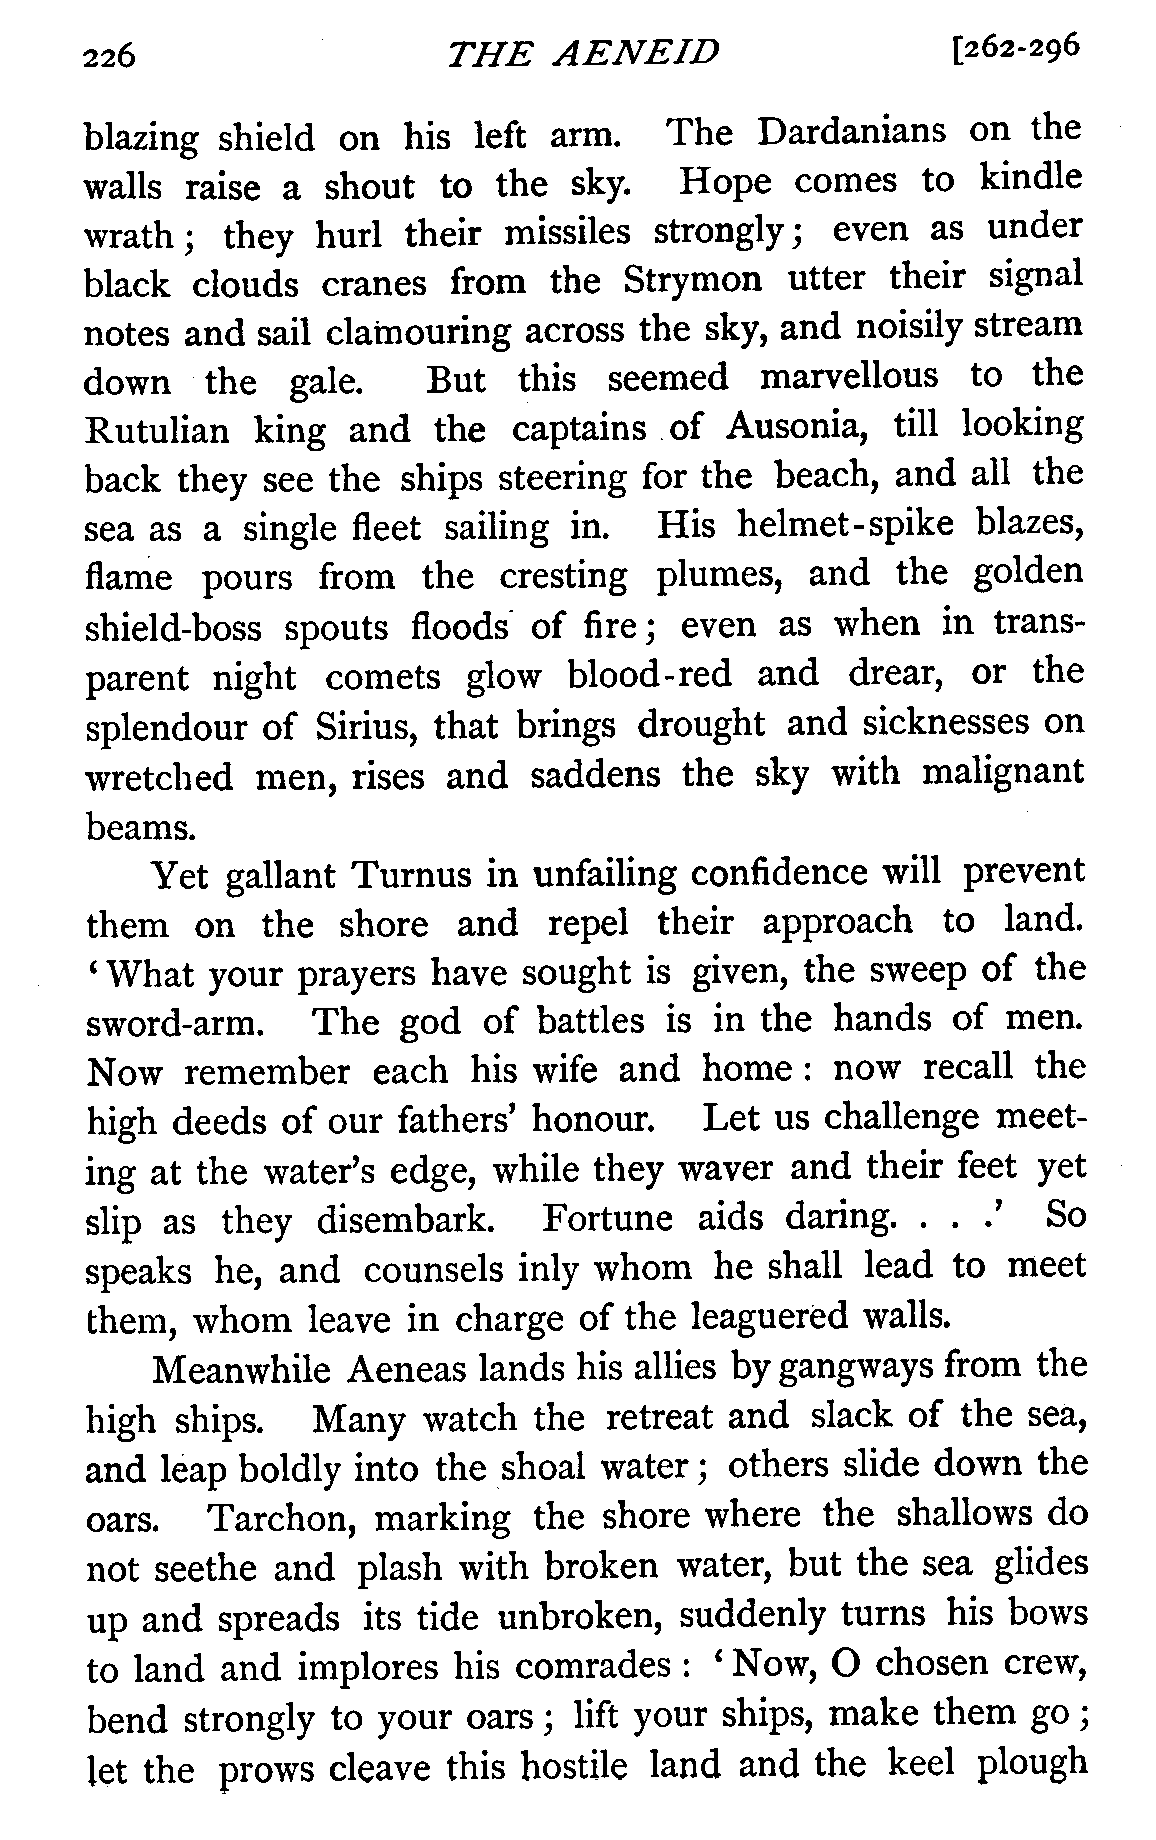 226 THE AENEID [262-296
blazing shield on his left arm. The Dardanians on the
walls raise a shout to the sky. Hope comes to kindle
wrath ; they hurl their missiles strongly ; even as under
black clouds cranes from the Strymon utter their signal
notes and sail clamouring across the sky, and noisily stream
down the gale. But this seemed marvellous to the
Rutulian king and the captains of Ausonia, till looking
back they see the ships steering for the beach, and all the
sea as a single fleet sailing in. His helmet-spike blazes,
flame pours from the cresting plumes, and the golden
shield-boss spouts floods of fire ; even as when in trans-
parent night comets glow blood-red and drear, or the
splendour of Sirius, that brings drought and sicknesses on
wretched men, rises and saddens the sky with malignant
beams.
Yet gallant Turnus in unfailing confidence will prevent
them on the shore and repel their approach to land.
‘ What your prayers have sought is given, the sweep of the
sword-arm. The god of battles is in the hands of men.
Now remember each his wife and home : now recall the
high deeds of our fathers’ honour. Let us challenge meet-
ing at the water’s edge, while they waver and their feet yet
slip as they disembark. Fortune aids daring. . . .’ So
speaks he, and counsels inly whom he shall lead to meet
them, whom leave in charge of the leaguered walls.
Meanwhile Aeneas lands his allies by gangways from the
high ships. Many watch the retreat and slack of the sea,
and leap boldly into the shoal water ; others slide down the
oars. Tarchon, marking the shore where the shallows do
not seethe and plash with broken water, but the sea glides
up and spreads its tide unbroken, suddenly turns his bows
to land and implores his comrades : ‘ Now, O chosen crew,
bend strongly to your oars ; lift your ships, make them go ;
let the prows cleave this hostile land and the keel plough